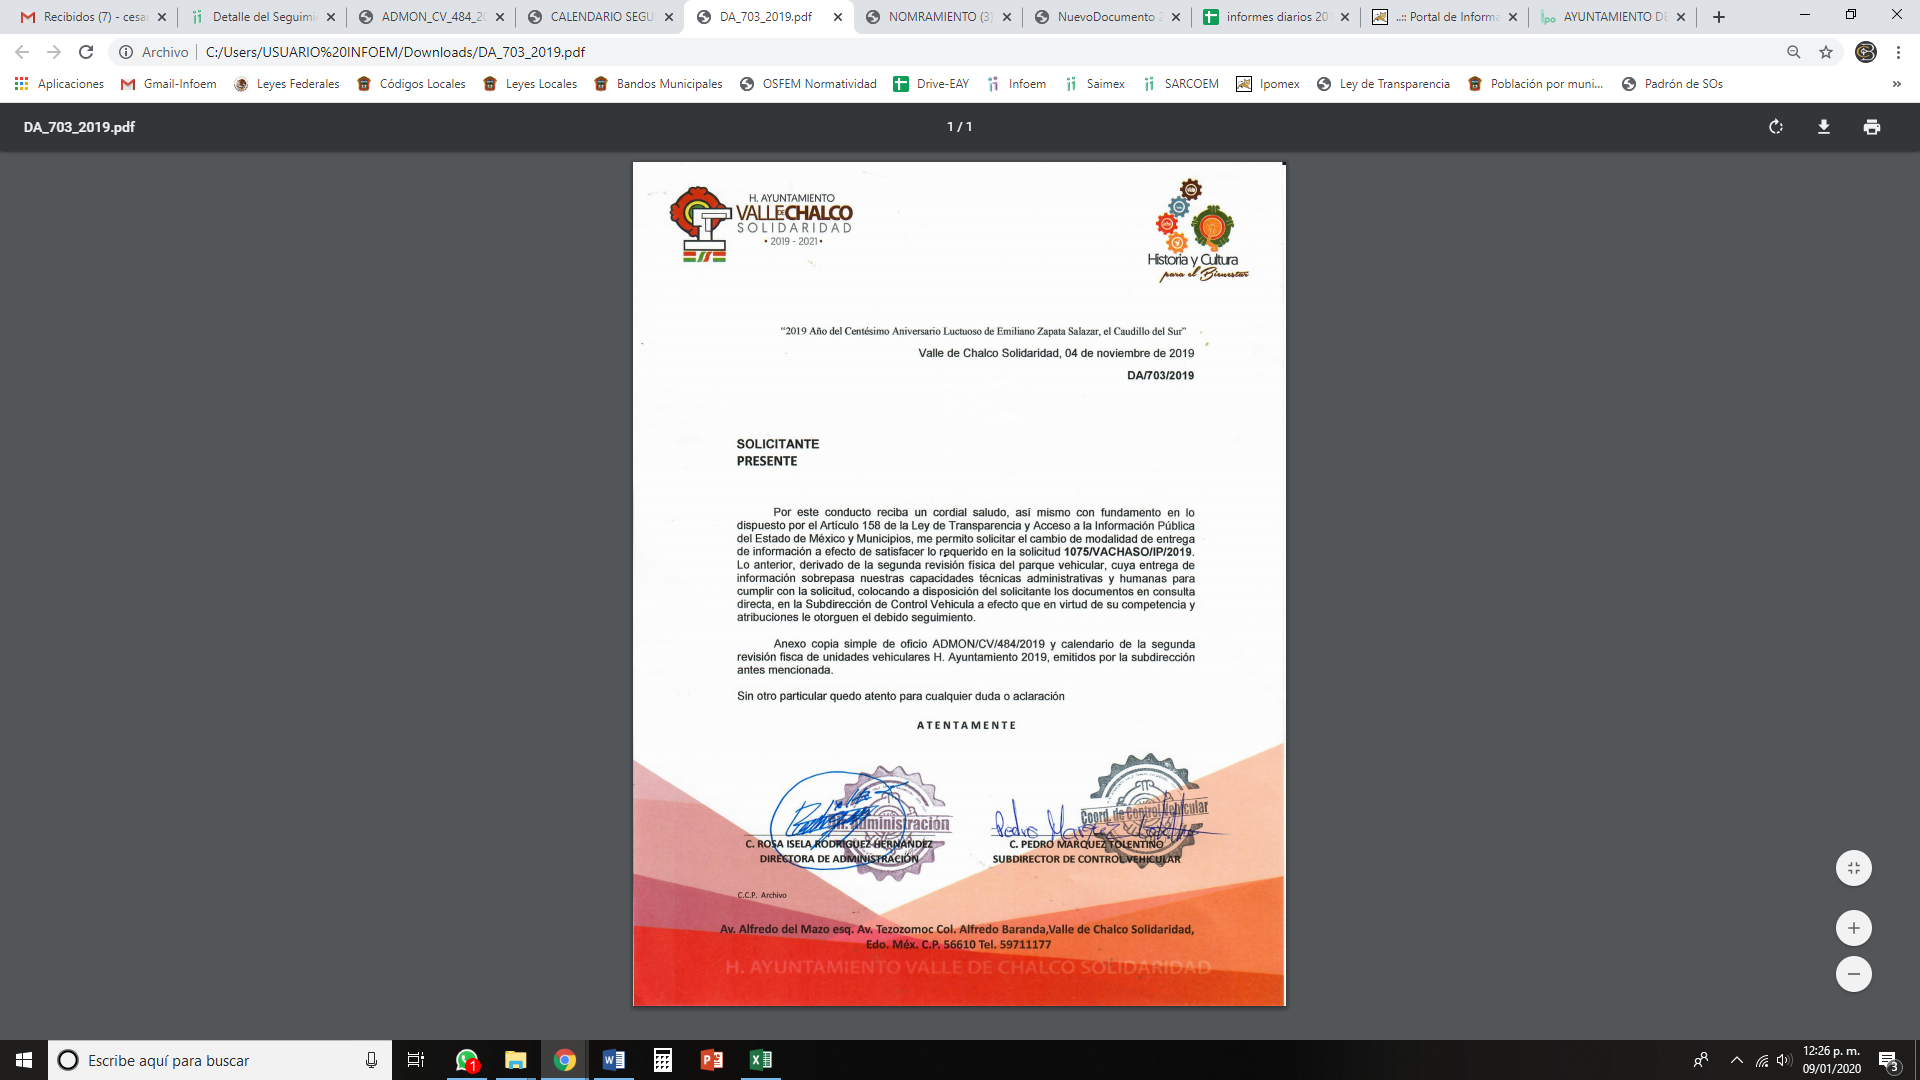 Recibidos (7) - cesa
Detalle del Seguimi
ADMON_CV_484_20
CALENDARIO SEGU
DA_703_2019.pdf
NOMRAMIENTO (3)
NuevoDocumento 2
informes diarios 201
..:: Portal de Informa
AYUNTAMIENTO DE
Archivo
C:/Users/USUARIO%20INFOEM/Downloads/DA_703_2019.pdf
Aplicaciones
Gmail-Infoem
Leyes Federales
Códigos Locales
Leyes Locales
Bandos Municipales
OSFEM Normatividad
Drive-EAY
Infoem
Saimex
SARCOEM
Ipomex
Ley de Transparencia
Población por muni...
Padrón de SOs
»
DA_703_2019.pdf
1 / 1
H. AYUNTAMIENTO
VALLE DE CHALCO
SOLIDARIDAD
• 2019 - 2021 •
Historia y Cultura
para el Bienestar
“2019 Año del Centésimo Aniversario Luctuoso de Emiliano Zapata Salazar, el Caudillo del Sur”
Valle de Chalco Solidaridad, 04 de noviembre de 2019
DA/703/2019
SOLICITANTE
PRESENTE
Por este conducto reciba un cordial saludo, así mismo con fundamento en lo
dispuesto por el Artículo 158 de la Ley de Transparencia y Acceso a la Información Pública
del Estado de México y Municipios, me permito solicitar el cambio de modalidad de entrega
de información a efecto de satisfacer lo requerido en la solicitud 1075/VACHASO/IP/2019.
Lo anterior, derivado de la segunda revisión física del parque vehicular, cuya entrega de
información sobrepasa nuestras capacidades técnicas administrativas y humanas para
cumplir con la solicitud, colocando a disposición del solicitante los documentos en consulta
directa, en la Subdirección de Control Vehicula a efecto que en virtud de su competencia y
atribuciones le otorguen el debido seguimiento.
Anexo copia simple de oficio ADMON/CV/484/2019 y calendario de la segunda
revisión fisca de unidades vehiculares H. Ayuntamiento 2019, emitidos por la subdirección
antes mencionada.
Sin otro particular quedo atento para cualquier duda o aclaración
ATENTAMENTE
Administración
Coord. de Control Vehicular
Pedro Marquez
C. ROSA ISELA RODRIGUEZ HERNANDEZ
DIRECTORA DE ADMINISTRACIÓN
C. PEDRO MARQUEZ TOLENTINO
SUBDIRECTOR DE CONTROL VEHICULAR
C.C.P. Archivo
Av. Alfredo del Mazo esq. Av. Tezozomoc Col. Alfredo Baranda,Valle de Chalco Solidaridad,
Edo. Méx. C.P. 56610 Tel. 59711177
H. AYUNTAMIENTO VALLE DE CHALCO SOLIDARIDAD
Escribe aquí para buscar
1
12:26 p. m.
09/01/2020
3